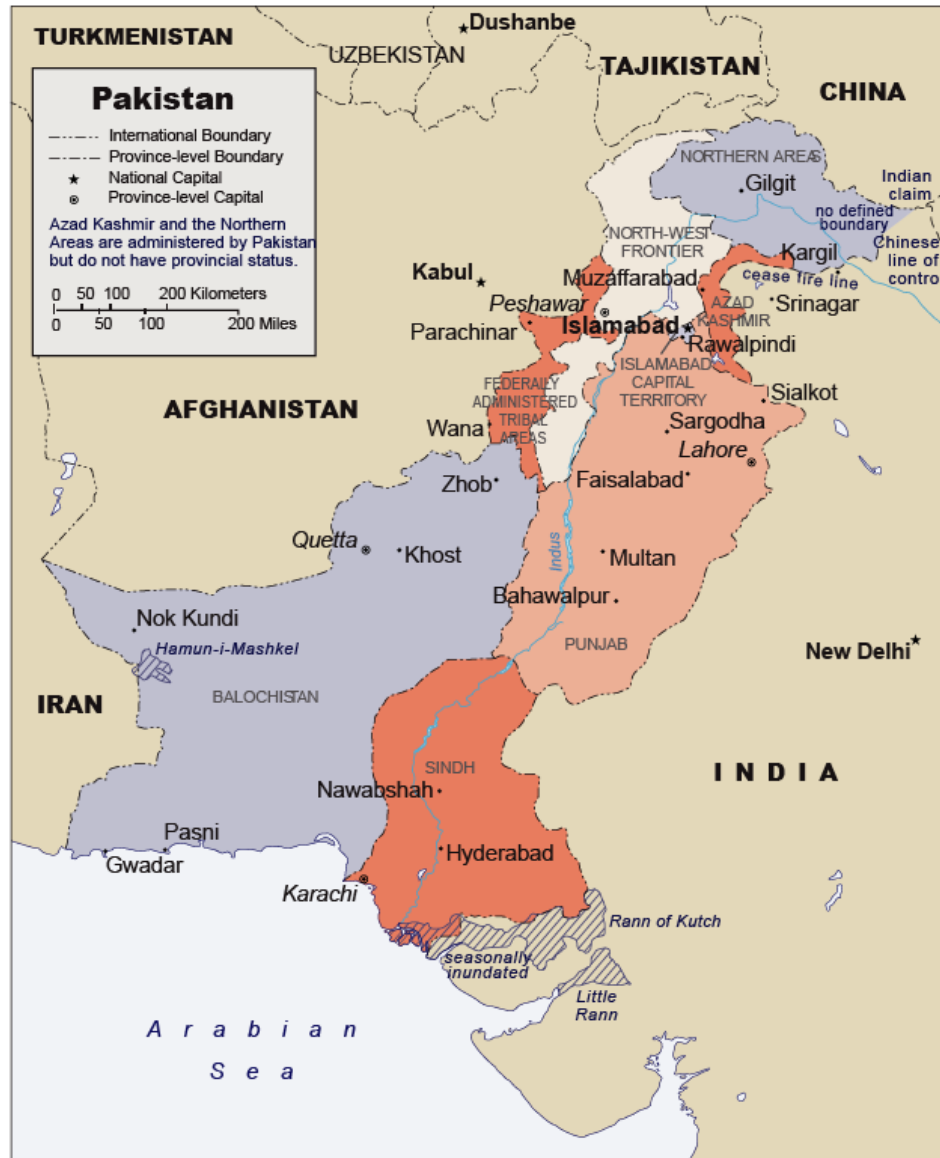 Dushanbe
TURKMENISTAN
UZBEKISTAN
TAJIKISTAN
CHINA
Pakistan
International Boundary
Province-level Boundary
National Capital
Province-level Capital
Azad Kashmir and the Northern
Areas are administered by Pakistan
but do not have provincial status.
0 50 100 200 Kilometers
0 50 100 200 Miles
NORTHERN AREAS
Gilgit
Indian
claim
no defined
boundary
Chinese
line of
control
NORTH-WEST
FRONTIER
Kargil
cease fire line
Kabul
Muzaffarabad
Peshawar
Srinagar
AZAD
KASHMIR
Parachinar
Islamabad
Rawalpindi
ISLAMABAD
CAPITAL
TERRITORY
FEDERALLY
ADMINISTERED
TRIBAL
AREAS
Sialkot
AFGHANISTAN
Wana
Sargodha
Lahore
Zhob
Faisalabad
Quetta
Khost
Indus
Multan
Bahawalpur
Nok Kundi
Hamun-i-Mashkel
PUNJAB
New Delhi
IRAN
BALOCHISTAN
SINDH
INDIA
Nawabshah
Pasni
Gwadar
Hyderabad
Karachi
Rann of Kutch
seasonally
inundated
Little
Rann
Arabian
Sea